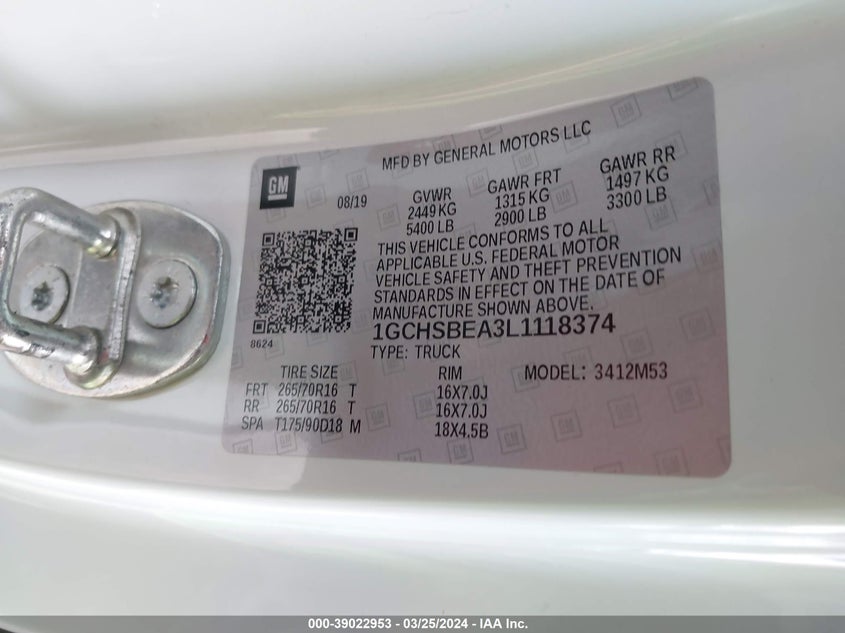 MFD BY GENERAL MOTORS LLC
GM
08/19
GVWR GAWR FRT GAWR RR
2449 KG 1315 KG 1497 KG
5400 LB 2900 LB 3300 LB
THIS VEHICLE CONFORMS TO ALL
APPLICABLE U.S. FEDERAL MOTOR
VEHICLE SAFETY AND THEFT PREVENTION
STANDARDS IN EFFECT ON THE DATE OF
MANUFACTURE SHOWN ABOVE.
1GCHSBEA3L1118374
8624
TYPE: TRUCK
TIRE SIZE RIM MODEL: 3412M53
FRT 265/70R16 T 16X7.0J
RR 265/70R16 T 16X7.0J
SPA T175/90D18 M 18X4.5B
000-39022953 - 03/25/2024 - IAA Inc.